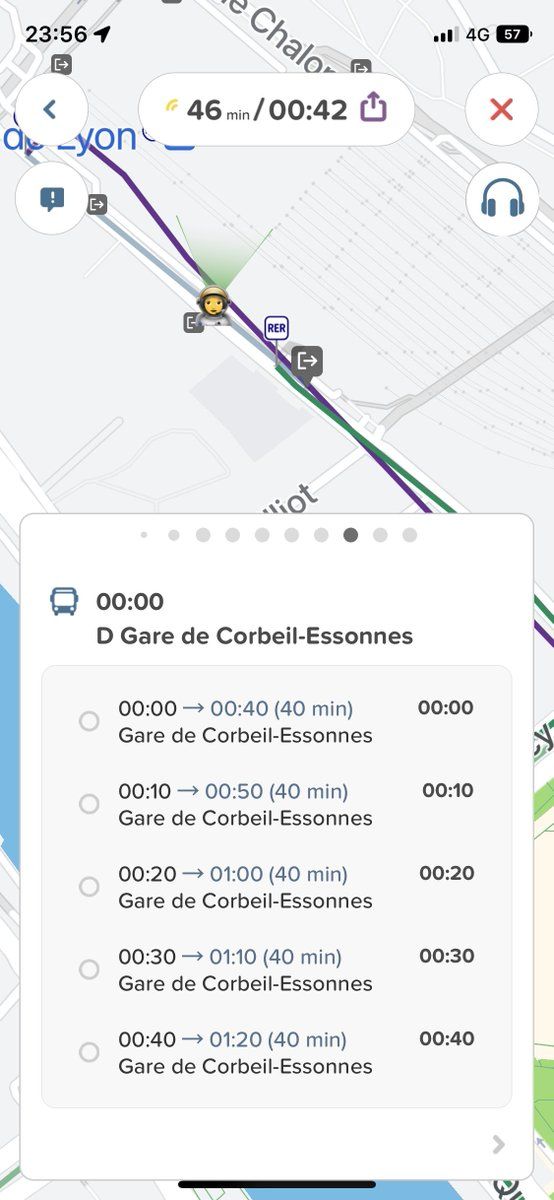 23:56
4G 57
e Chalon
46 min / 00:42
de Lyon
RER
lliot
00:00
D Gare de Corbeil-Essonnes
00:00 → 00:40 (40 min) 00:00
Gare de Corbeil-Essonnes
00:10 → 00:50 (40 min) 00:10
Gare de Corbeil-Essonnes
00:20 → 01:00 (40 min) 00:20
Gare de Corbeil-Essonnes
00:30 → 01:10 (40 min) 00:30
Gare de Corbeil-Essonnes
00:40 → 01:20 (40 min) 00:40
Gare de Corbeil-Essonnes